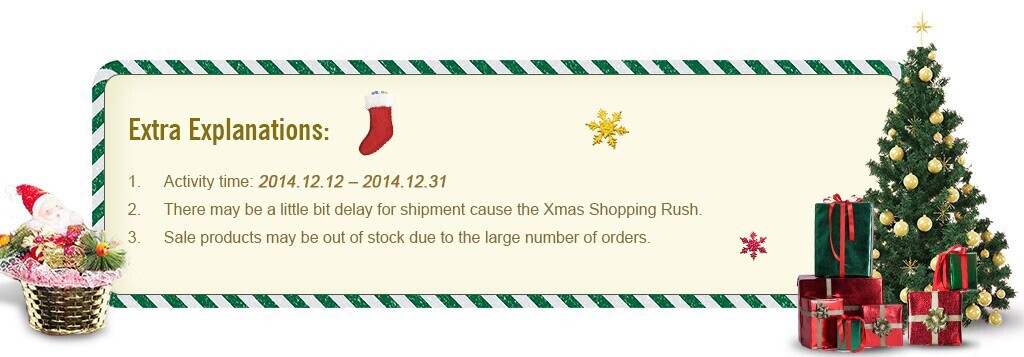 Extra Explanations:
1. Activity time: 2014.12.12 – 2014.12.31
2. There may be a little bit delay for shipment cause the Xmas Shopping Rush.
3. Sale products may be out of stock due to the large number of orders.